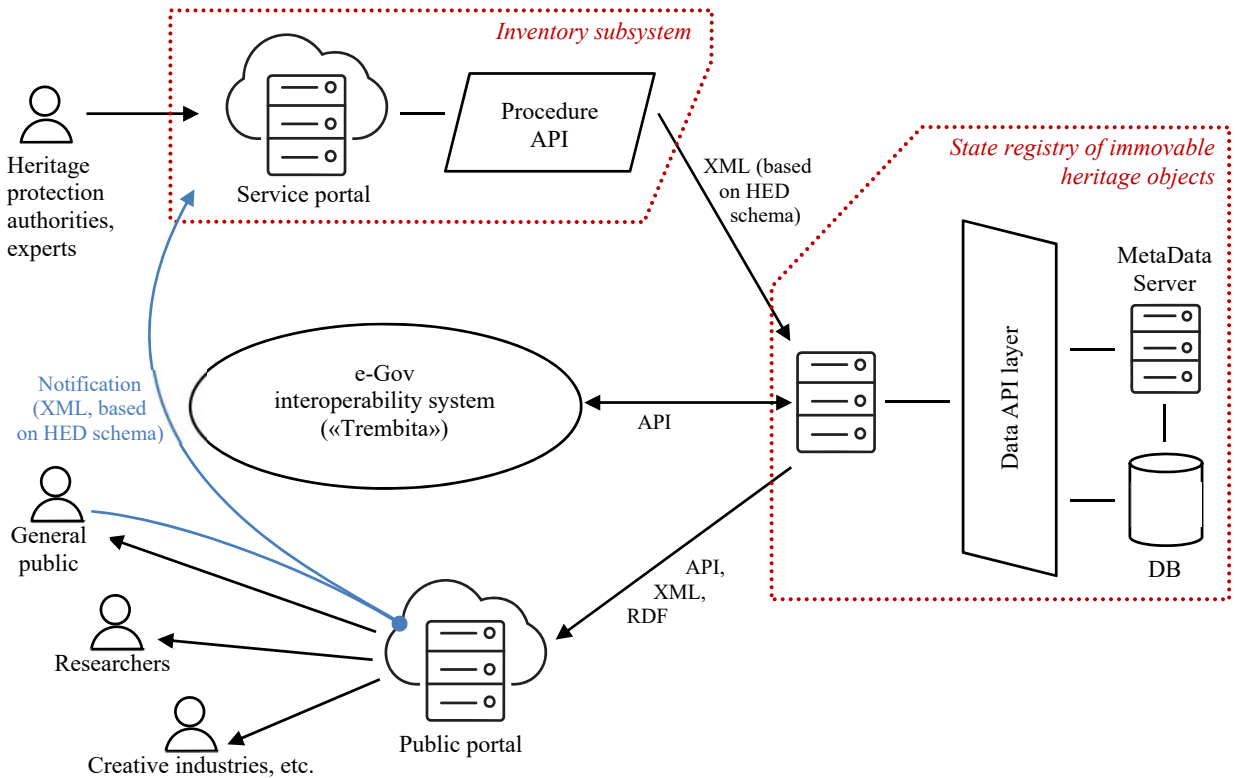 Inventory subsystem
Procedure
API
Service portal
Heritage
protection
authorities,
experts
XML (based
on HED
schema)
State registry of immovable
heritage objects
MetaData
Server
Data API layer
DB
e-Gov
interoperability system
(«Trembita»)
API
Notification
(XML, based
on HED schema)
General
public
API,
XML,
RDF
Researchers
Public portal
Creative industries, etc.